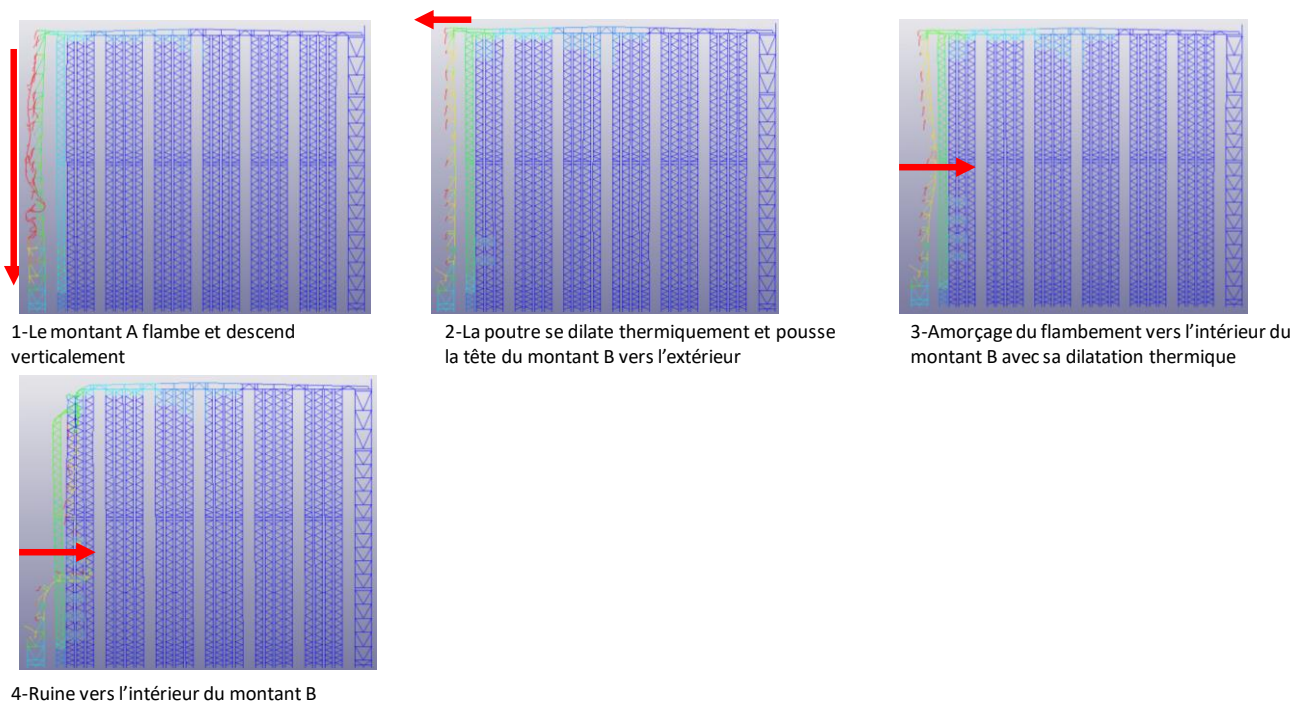 1-Le montant A flambe et descend
verticalement
2-La poutre se dilate thermiquement et pousse
la tête du montant B vers l’extérieur
3-Amorçage du flambement vers l’intérieur du
montant B avec sa dilatation thermique
4-Ruine vers l’intérieur du montant B